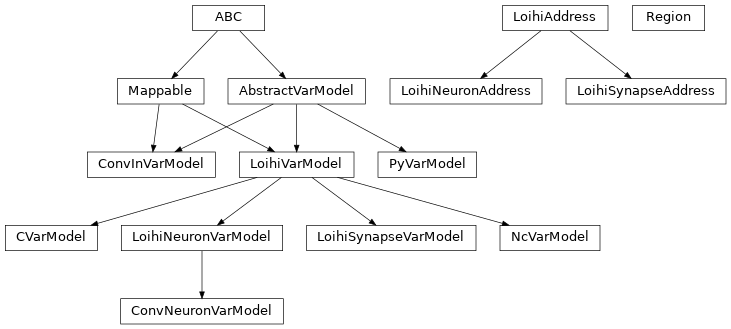 ABC
LoihiAddress
Region
Mappable
AbstractVarModel
LoihiNeuronAddress
LoihiSynapseAddress
ConvInVarModel
LoihiVarModel
PyVarModel
CVarModel
LoihiNeuronVarModel
LoihiSynapseVarModel
NcVarModel
ConvNeuronVarModel